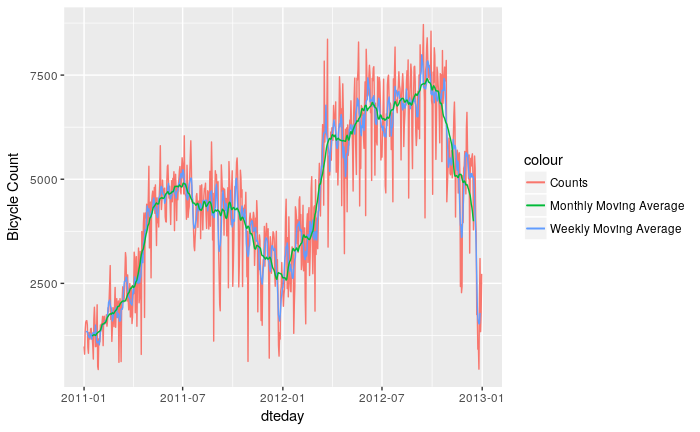 Bicycle Count
7500
5000
2500
2011-01
2011-07
2012-01
2012-07
2013-01
dteday
colour
Counts
Monthly Moving Average
Weekly Moving Average